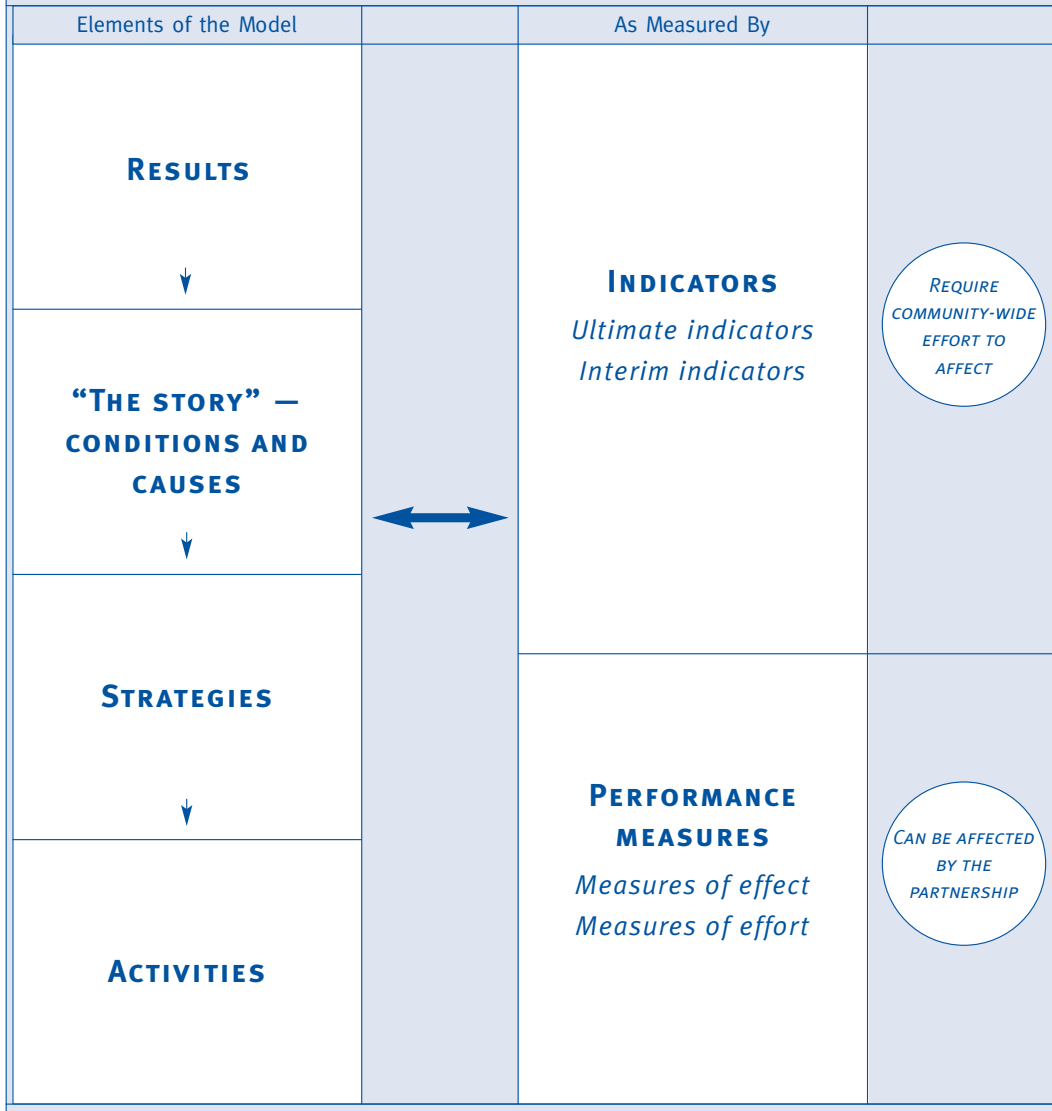 Elements of the Model
As Measured By
RESULTS
“THE STORY” —
CONDITIONS AND
CAUSES
STRATEGIES
ACTIVITIES
INDICATORS
Ultimate indicators
Interim indicators
PERFORMANCE
MEASURES
Measures of effect
Measures of effort
REQUIRE
COMMUNITY-WIDE
EFFORT TO
AFFECT
CAN BE AFFECTED
BY THE
PARTNERSHIP